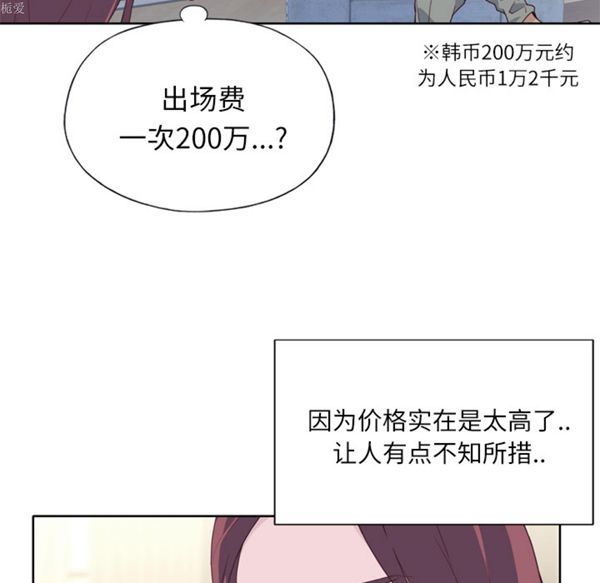 栀爱
※韩币200万元约
为人民币1万2千元
出场费
一次200万...?
因为价格实在是太高了..
让人有点不知所措..